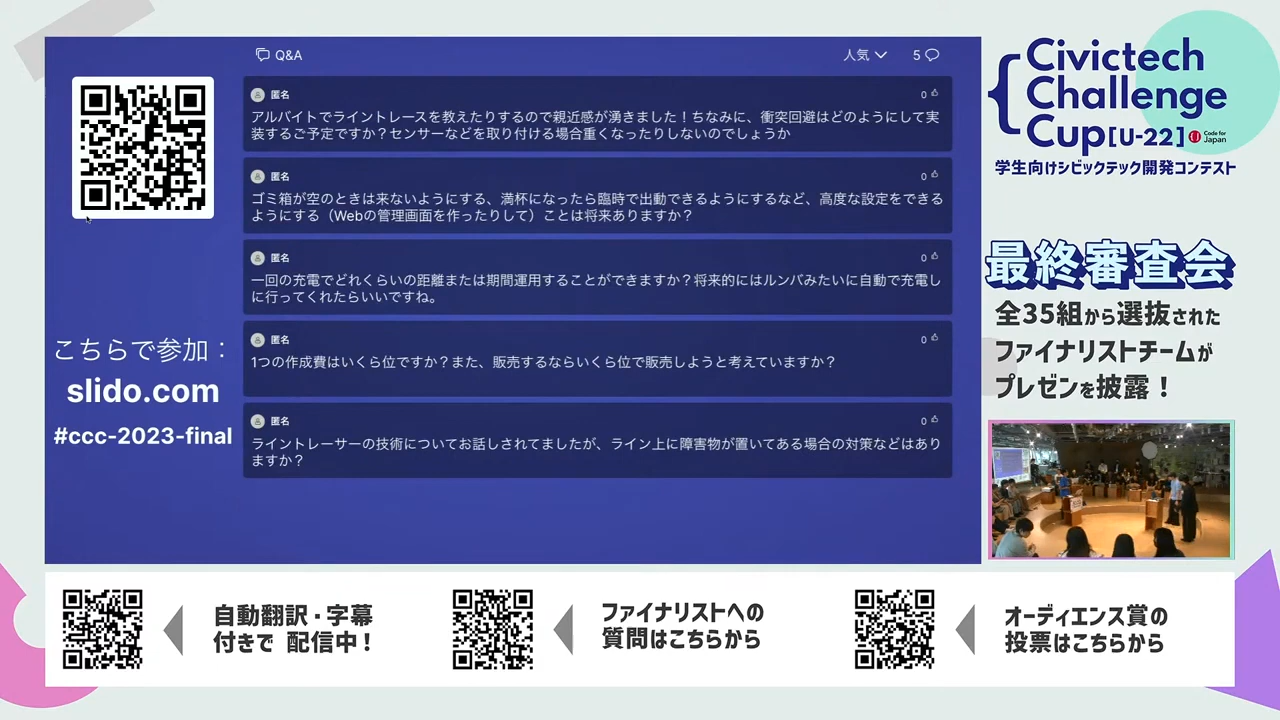 Q&A
人気
5
匿名
0
アルバイトでライントレースを教えたりするので親近感が湧きました！ちなみに、衝突回避はどのようにして実
装するご予定ですか？センサーなどを取り付ける場合重くなったりしないのでしょうか
匿名
0
ゴミ箱が空のときは来ないようにする、満杯になったら臨時で出動できるようにするなど、高度な設定をできる
ようにする（Webの管理画面を作ったりして）ことは将来ありますか？
匿名
0
一回の充電でどれくらいの距離または期間運用することができますか？将来的にはルンバみたいに自動で充電し
に行ってくれたらいいですね。
匿名
0
1つの作成費はいくら位ですか？また、販売するならいくら位で販売しようと考えていますか？
匿名
0
ライントレーサーの技術についてお話しされてましたが、ライン上に障害物が置いてある場合の対策などはあり
ますか？
こちらで参加：
slido.com
#ccc-2023-final
Civictech
Challenge
Cup[U-22]
Code for
Japan
学生向けシビックテック開発コンテスト
最終審査会
全35組から選抜された
ファイナリストチームが
プレゼンを披露！
自動翻訳・字幕
付きで 配信中！
ファイナリストへの
質問はこちらから
オーディエンス賞の
投票はこちらから